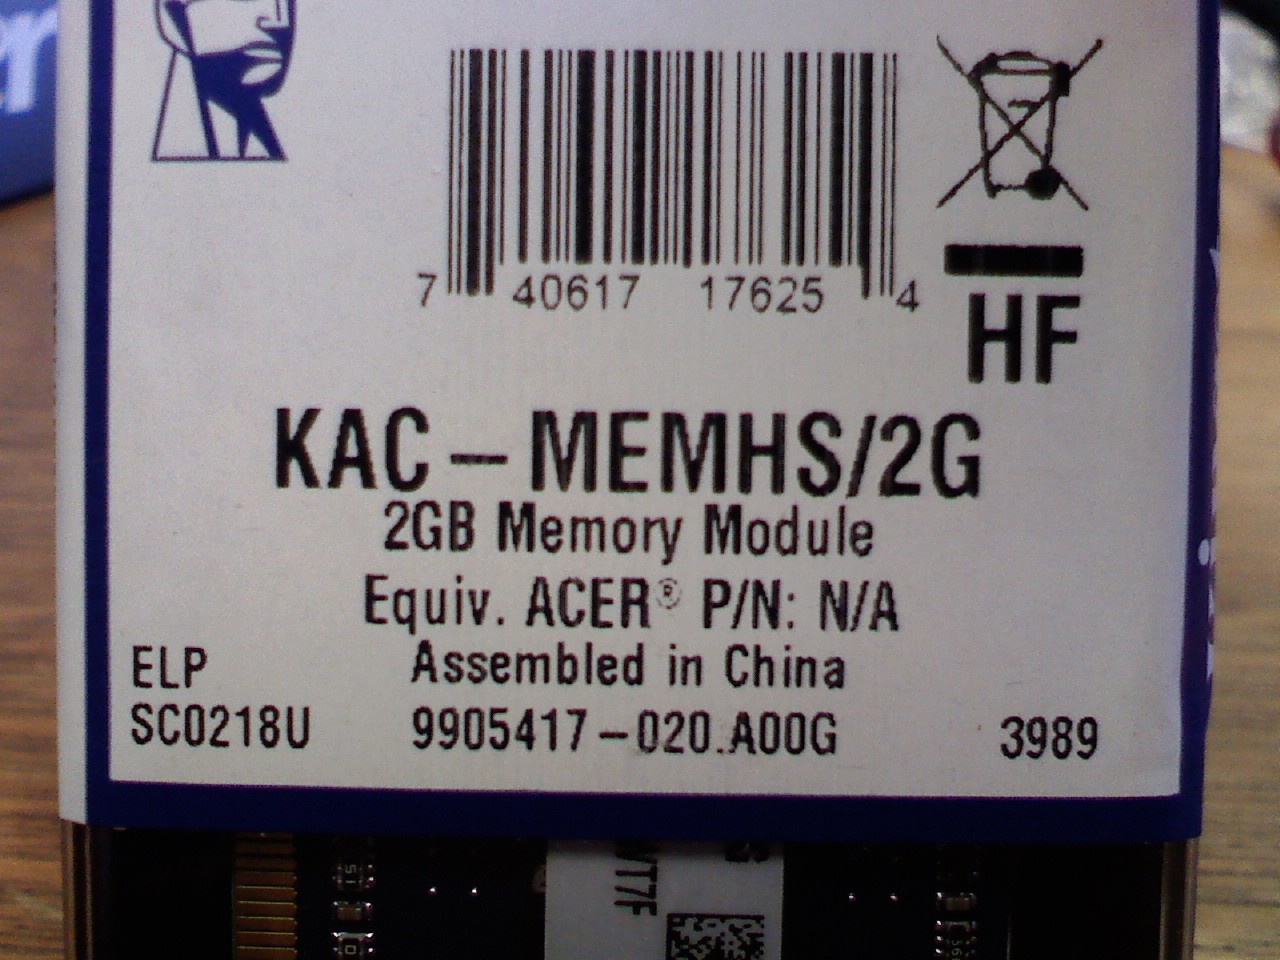 er
7 40617 17625 4
HF
KAC-MEMHS/2G
2GB Memory Module
Equiv. ACER® P/N: N/A
Assembled in China
ELP
SC0218U 9905417-020.A00G 3989